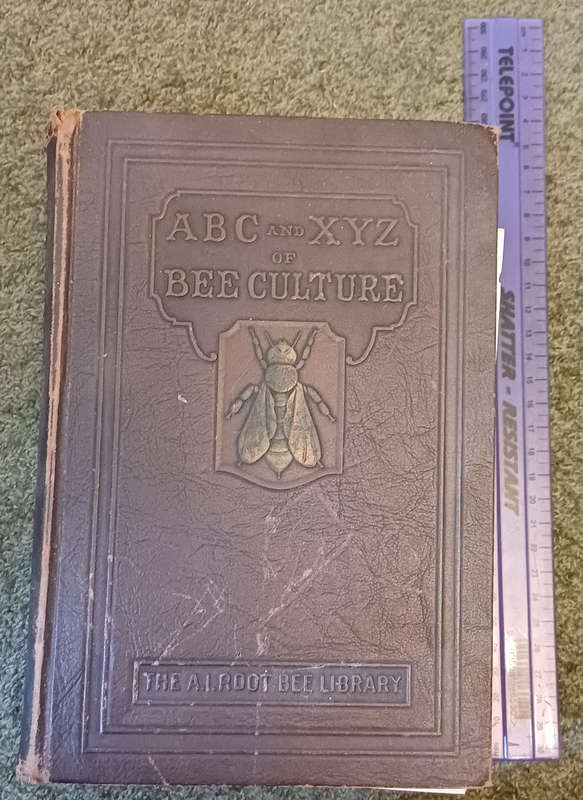 ABC AND XYZ
OF
BEE CULTURE
THE A.I. ROOT BEE LIBRARY
TELEPOINT
SHATTER - RESISTANT